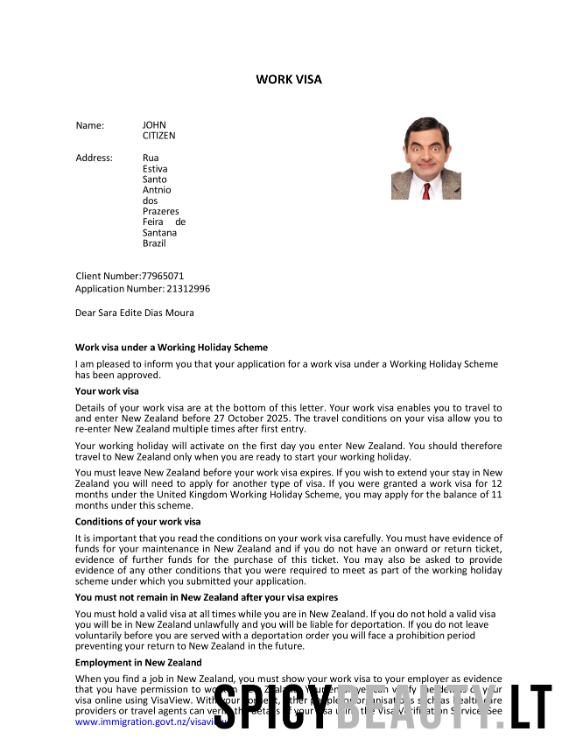 WORK VISA
Name: JOHN
CITIZEN
Address: Rua
Estiva
Santo
Antnio
dos
Prazeres
Feira de
Santana
Brazil
Client Number:77965071
Application Number: 21312996
Dear Sara Edite Dias Moura
Work visa under a Working Holiday Scheme
I am pleased to inform you that your application for a work visa under a Working Holiday Scheme
has been approved.
Your work visa
Details of your work visa are at the bottom of this letter. Your work visa enables you to travel to
and enter New Zealand before 27 October 2025. The travel conditions on your visa allow you to
re-enter New Zealand multiple times after first entry.
Your working holiday will activate on the first day you enter New Zealand. You should therefore
travel to New Zealand only when you are ready to start your working holiday.
You must leave New Zealand before your work visa expires. If you wish to extend your stay in New
Zealand you will need to apply for another type of visa. If you were granted a work visa for 12
months under the United Kingdom Working Holiday Scheme, you may apply for the balance of 11
months under this scheme.
Conditions of your work visa
It is important that you read the conditions on your work visa carefully. You must have evidence of
funds for your maintenance in New Zealand and if you do not have an onward or return ticket,
evidence of further funds for the purchase of this ticket. You may also be asked to provide
evidence of any other conditions that you were required to meet as part of the working holiday
scheme under which you submitted your application.
You must not remain in New Zealand after your visa expires
You must hold a valid visa at all times while you are in New Zealand. If you do not hold a valid visa
you will be in New Zealand unlawfully and you will be liable for deportation. If you do not leave
voluntarily before you are served with a deportation order you will face a prohibition period
preventing your return to New Zealand in the future.
Employment in New Zealand
When you find a job in New Zealand, you must show your work visa to your employer as evidence
that you have permission to work in New Zealand. Your employer can verify the details of your
visa online using VisaView. With your consent, other people or organisations such as healthcare
providers or travel agents can verify the details of your visa using the Visa Verification Service. See
www.immigration.govt.nz/visaview
SPICYBEAUTY.LT